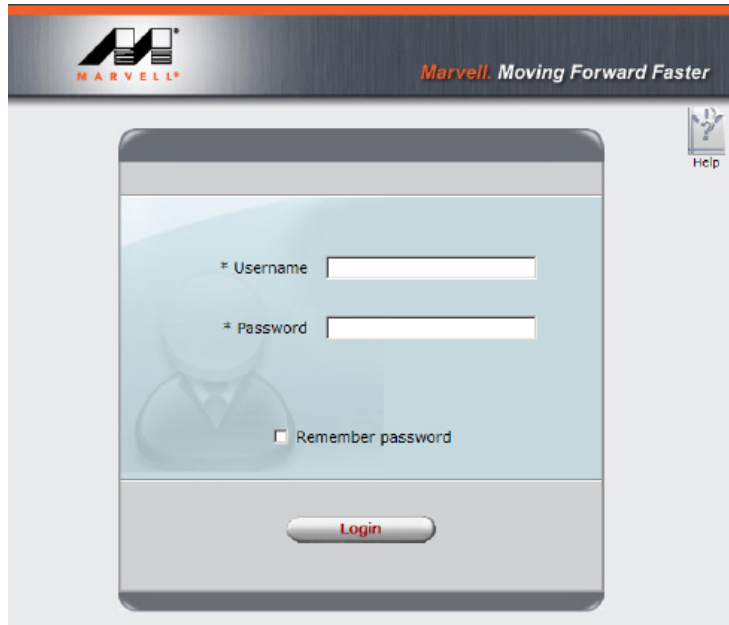 MARVELL®
Marvell. Moving Forward Faster
?
Help
* Username
* Password
Remember password
Login